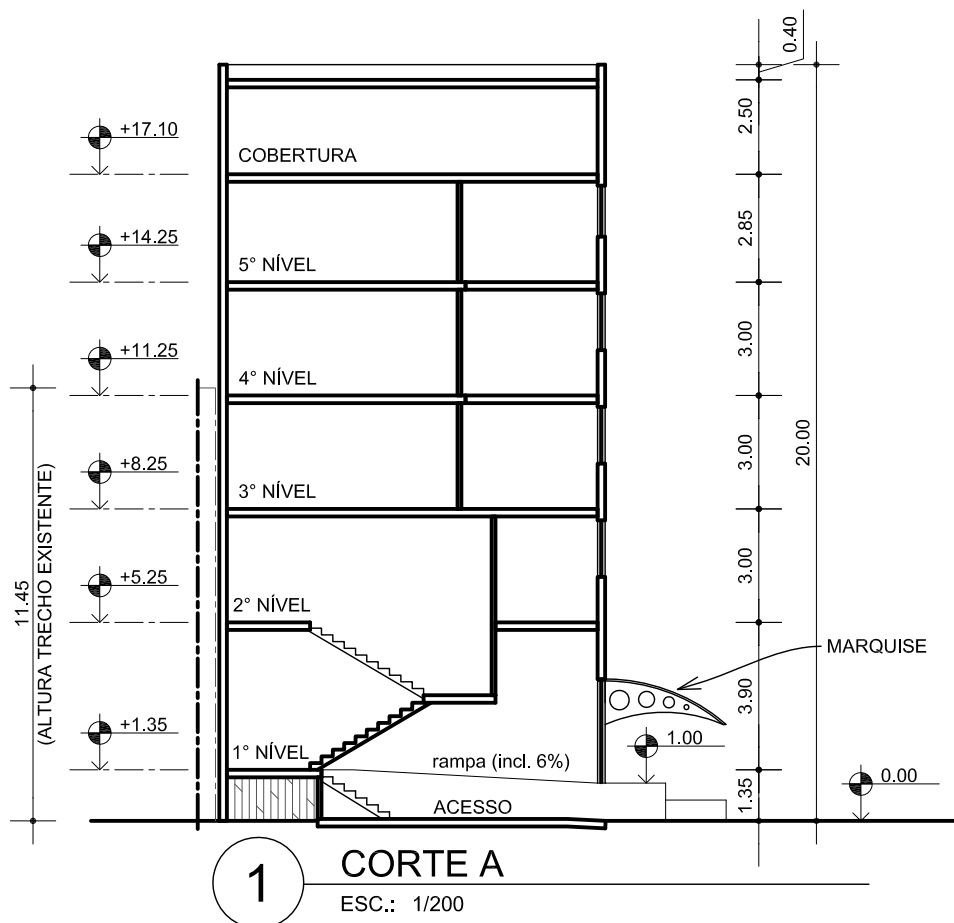 0.40
+17.10
COBERTURA
2.50
+14.25
5° NÍVEL
2.85
+11.25
4° NÍVEL
3.00
+8.25
3° NÍVEL
3.00
20.00
11.45
(ALTURA TRECHO EXISTENTE)
+5.25
2° NÍVEL
3.00
MARQUISE
3.90
+1.35
1° NÍVEL
rampa (incl. 6%)
1.00
0.00
1.35
ACESSO
1
CORTE A
ESC.: 1/200